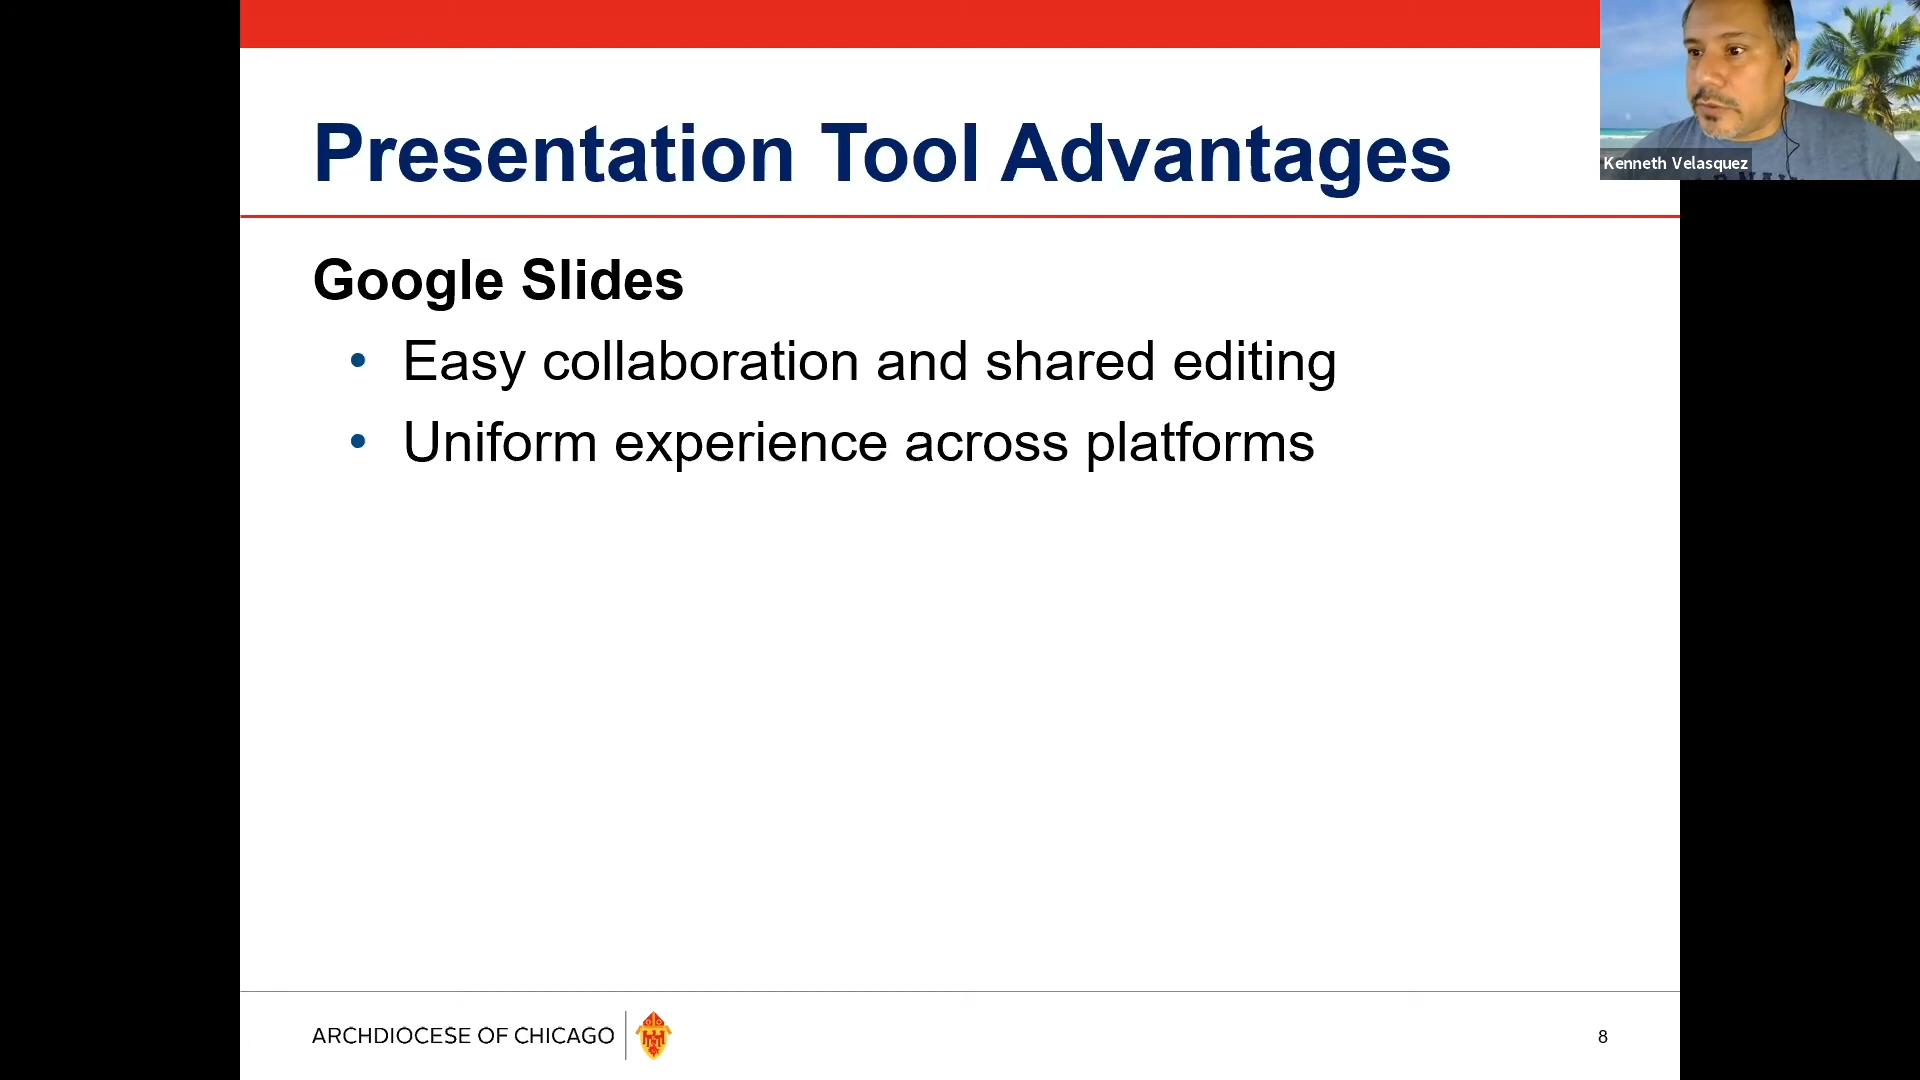 Presentation Tool Advantages
Kenneth Velasquez
Google Slides
• Easy collaboration and shared editing
• Uniform experience across platforms
ARCHDIOCESE OF CHICAGO
8